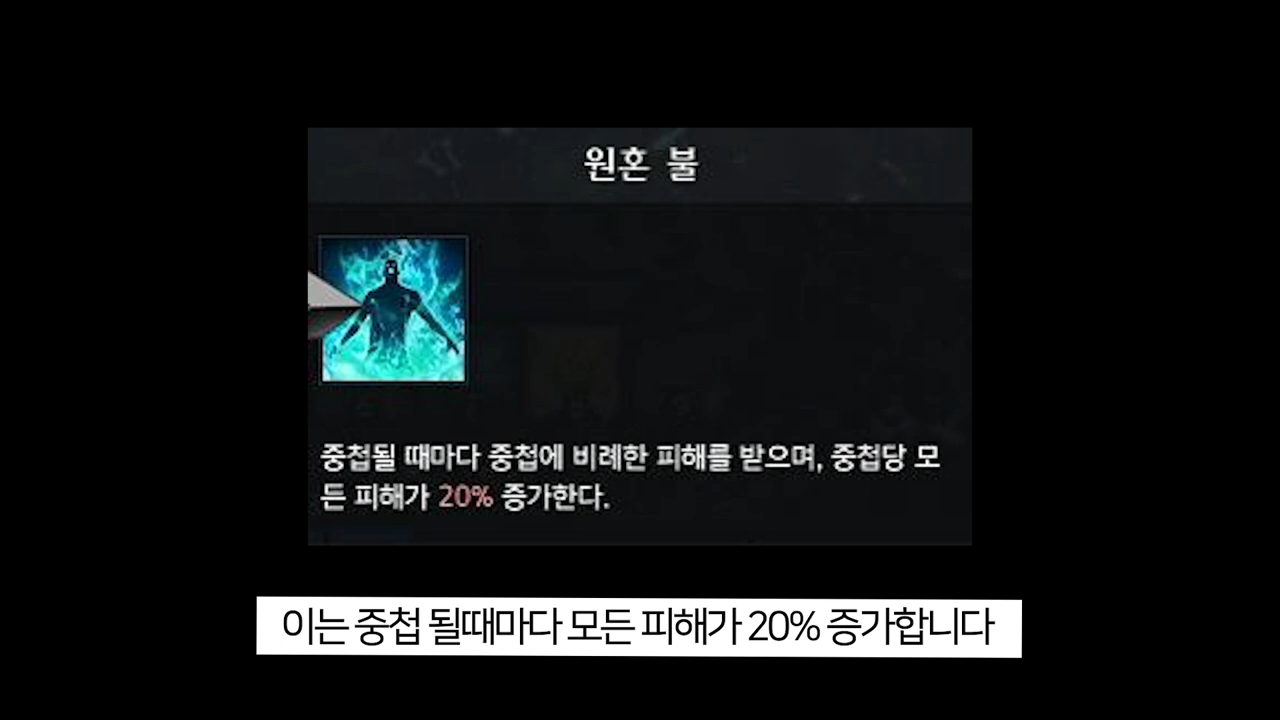 원혼 불
중첩될 때마다 중첩에 비례한 피해를 받으며, 중첩당 모
든 피해가 20% 증가한다.
이는 중첩 될때마다 모든 피해가 20% 증가합니다